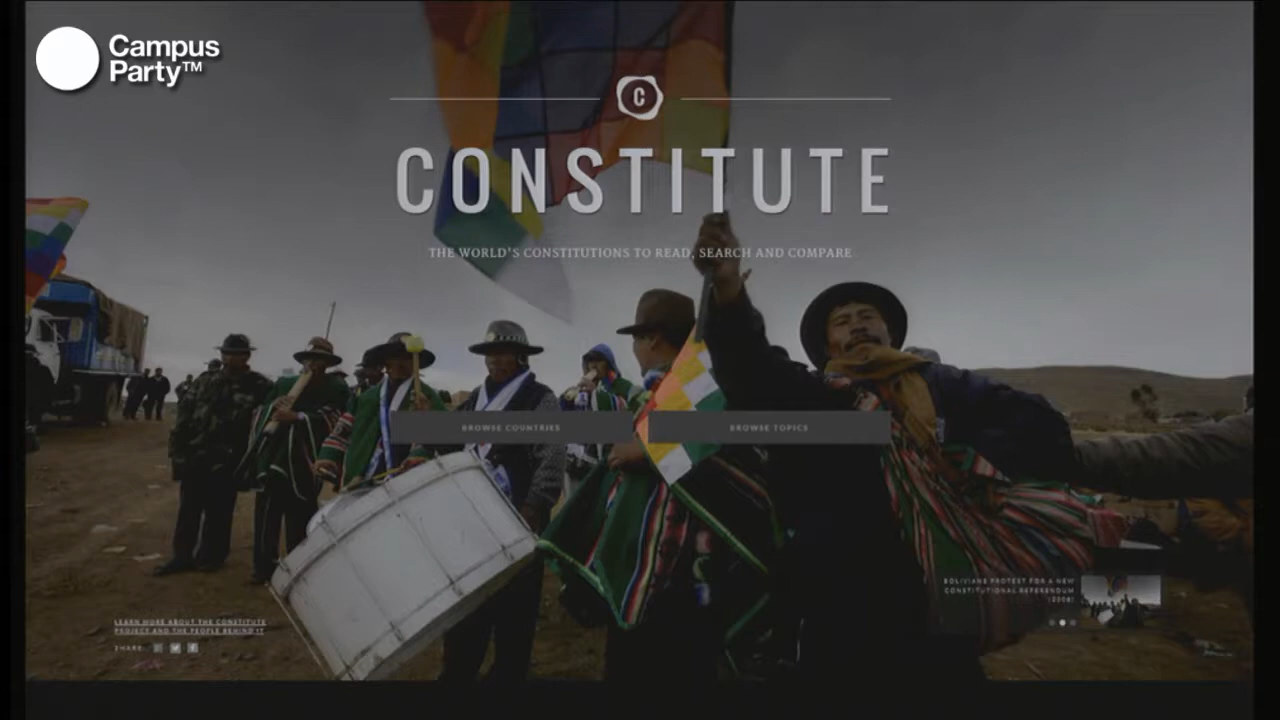 Campus
Party™
C
CONSTITUTE
THE WORLD'S CONSTITUTIONS TO READ, SEARCH AND COMPARE
BROWSE COUNTRIES
BROWSE TOPICS
BOLIVIANS PROTEST FOR A NEW
CONSTITUTIONAL REFERENDUM
LEARN MORE ABOUT THE CONSTITUTE
PROJECT AND THE PEOPLE BEHIND IT
SHARE: